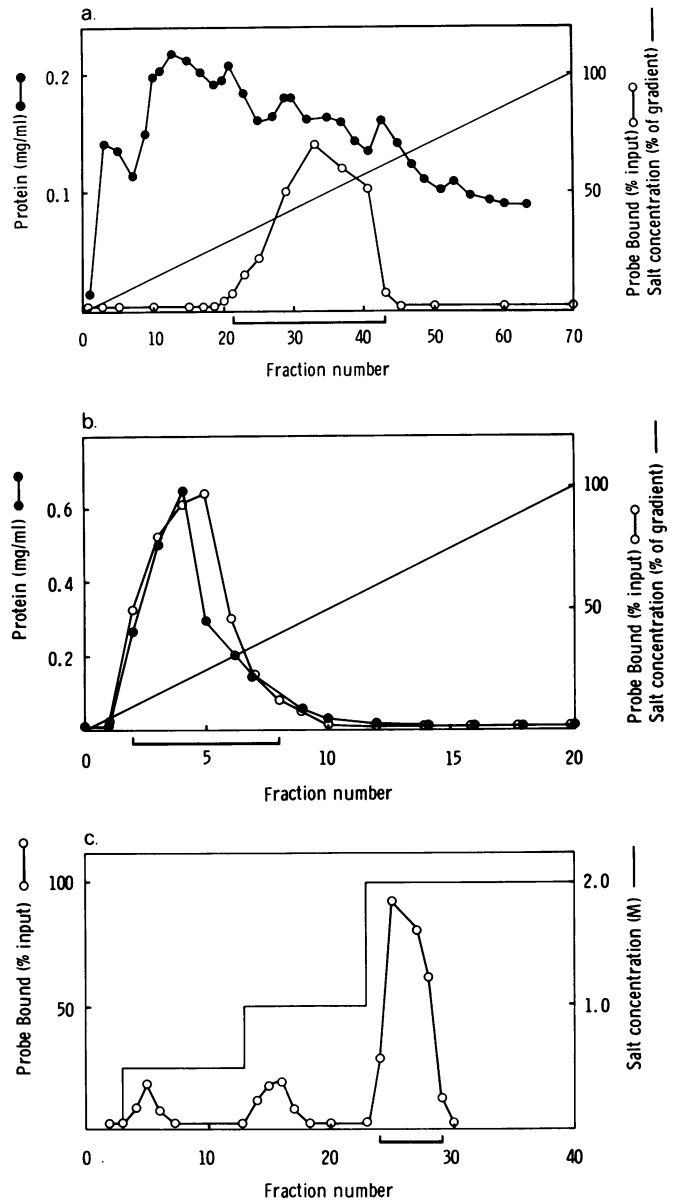 a.
0.2
0.1
Protein (mg/ml)
100
50
Probe Bound (% input)
Salt concentration (% of gradient)
0 10 20 30 40 50 60 70
Fraction number
b.
0.6
0.4
0.2
Protein (mg/ml)
100
50
Probe Bound (% input)
Salt concentration (% of gradient)
0 5 10 15 20
Fraction number
c.
100
50
Probe Bound (% input)
2.0
1.0
Salt concentration (M)
0 10 20 30 40
Fraction number